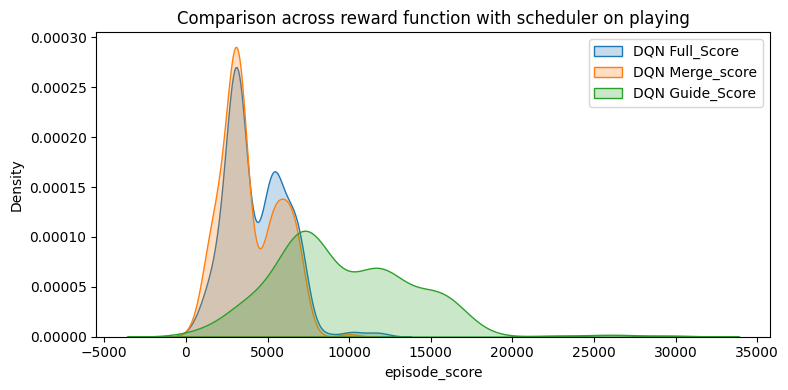 Comparison across reward function with scheduler on playing
DQN Full_Score
DQN Merge_score
DQN Guide_Score
Density
0.00030
0.00025
0.00020
0.00015
0.00010
0.00005
0.00000
−5000 0 5000 10000 15000 20000 25000 30000 35000
episode_score